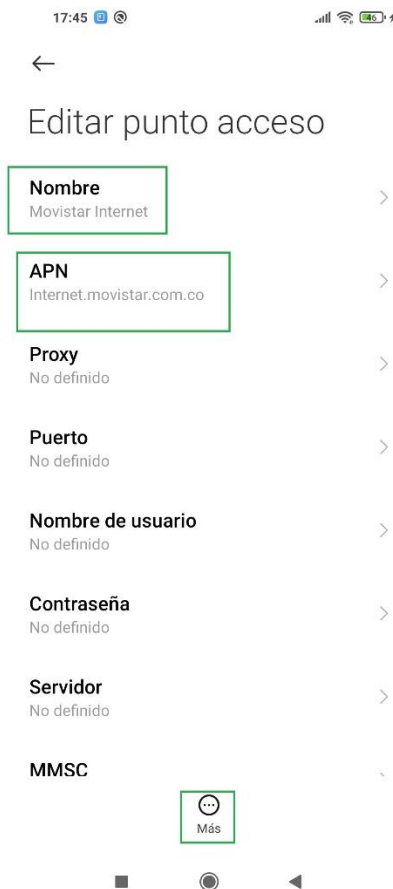 17:45
46
Editar punto acceso
Nombre
Movistar Internet
APN
Internet.movistar.com.co
Proxy
No definido
Puerto
No definido
Nombre de usuario
No definido
Contraseña
No definido
Servidor
No definido
MMSC
Más